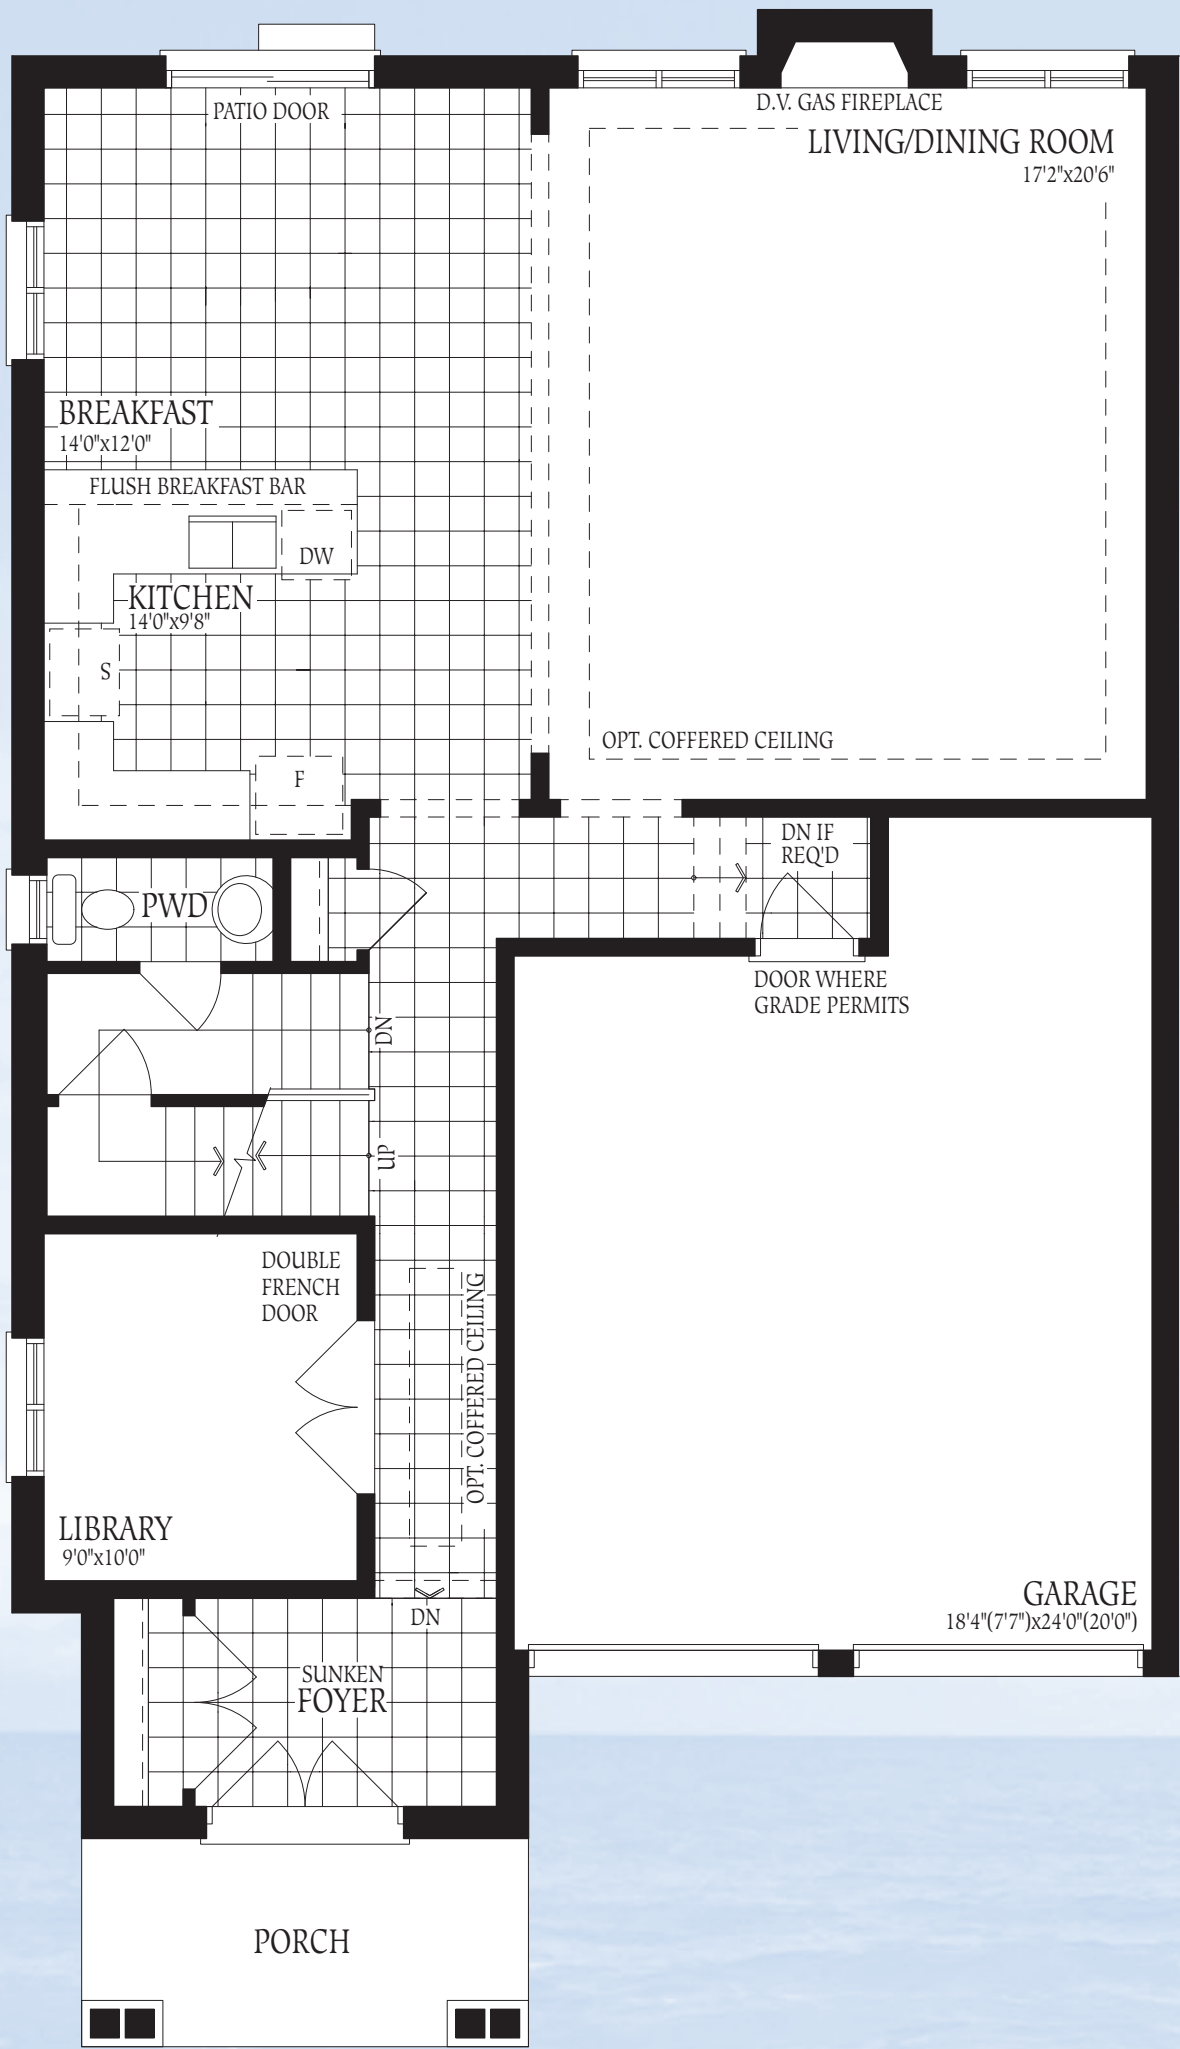 PATIO DOOR
D.V. GAS FIREPLACE
LIVING/DINING ROOM
17'2"x20'6"
BREAKFAST
14'0"x12'0"
FLUSH BREAKFAST BAR
DW
KITCHEN
14'0"x9'8"
S
OPT. COFFERED CEILING
F
DN IF
REQ'D
PWD
DOOR WHERE
GRADE PERMITS
DN
UP
DOUBLE
FRENCH
DOOR
OPT. COFFERED CEILING
LIBRARY
9'0"x10'0"
GARAGE
18'4"(7'7")x24'0"(20'0")
DN
SUNKEN
FOYER
PORCH